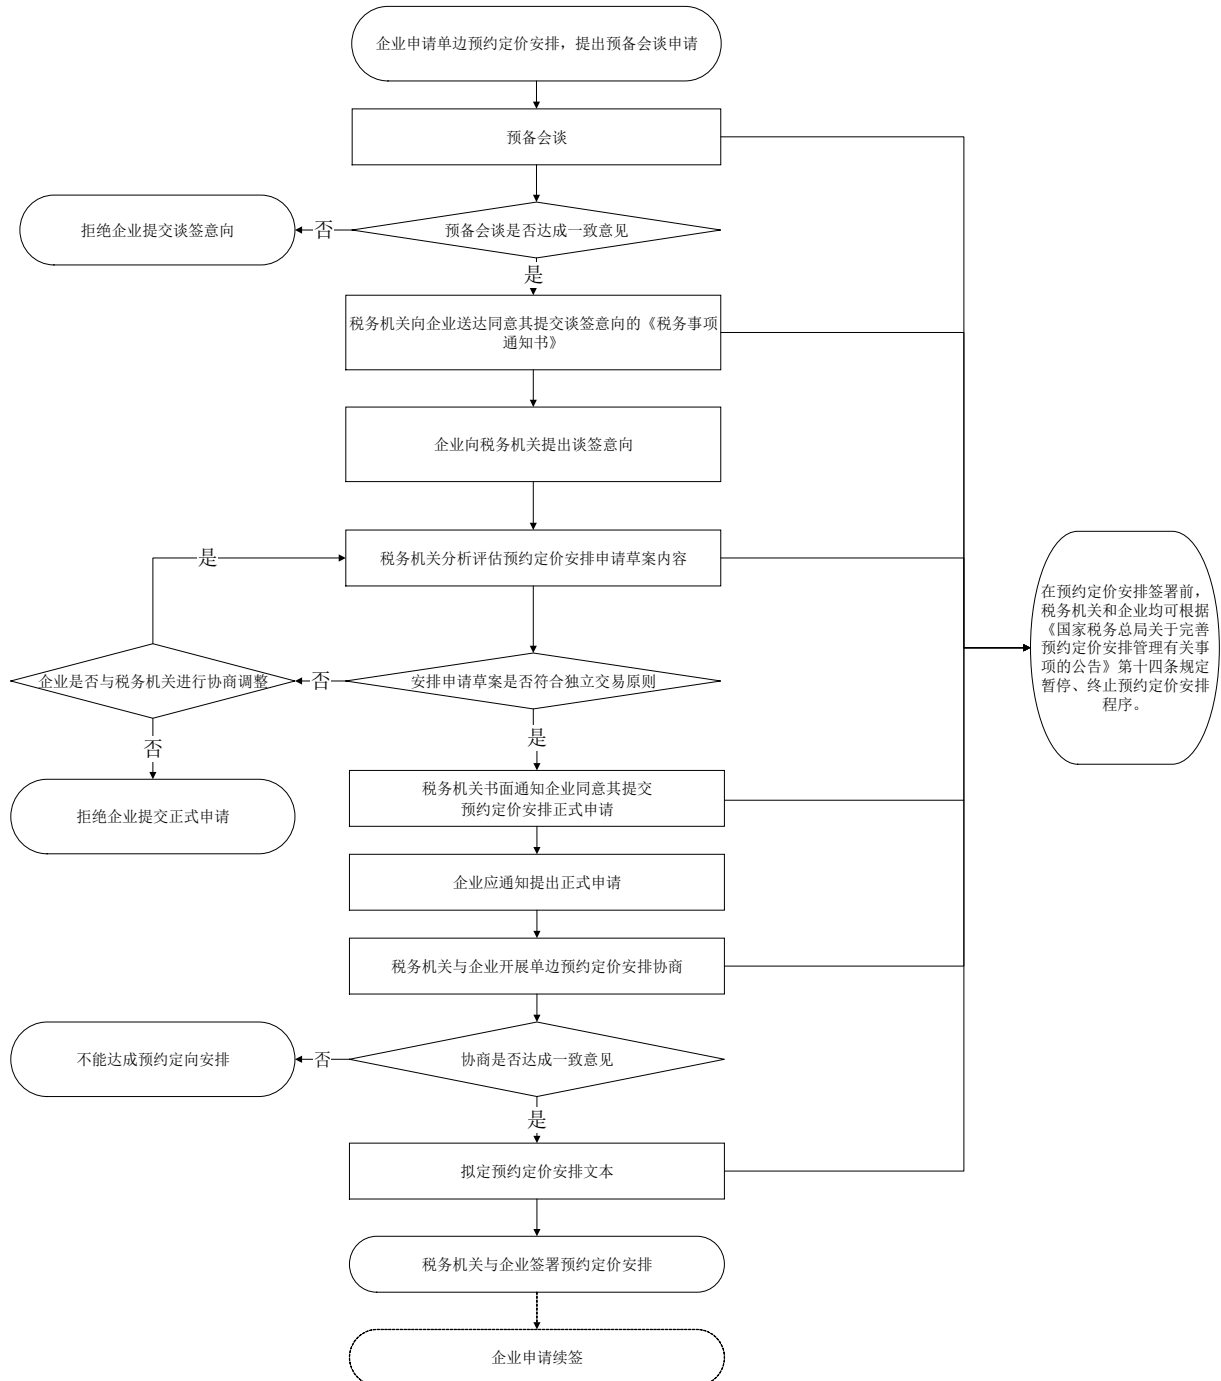 企业申请单边预约定价安排，提出预备会谈申请
预备会谈
拒绝企业提交谈签意向
否
预备会谈是否达成一致意见
是
税务机关向企业送达同意其提交谈签意向的《税务事项
通知书》
企业向税务机关提出谈签意向
是
税务机关分析评估预约定价安排申请草案内容
在预约定价安排签署前，
税务机关和企业均可根据
《国家税务总局关于完善
预约定价安排管理有关事
项的公告》第十四条规定
暂停、终止预约定价安排
程序。
企业是否与税务机关进行协商调整
否
安排申请草案是否符合独立交易原则
否
是
拒绝企业提交正式申请
税务机关书面通知企业同意其提交
预约定价安排正式申请
企业应通知提出正式申请
税务机关与企业开展单边预约定价安排协商
不能达成预约定向安排
否
协商是否达成一致意见
是
拟定预约定价安排文本
税务机关与企业签署预约定价安排
企业申请续签